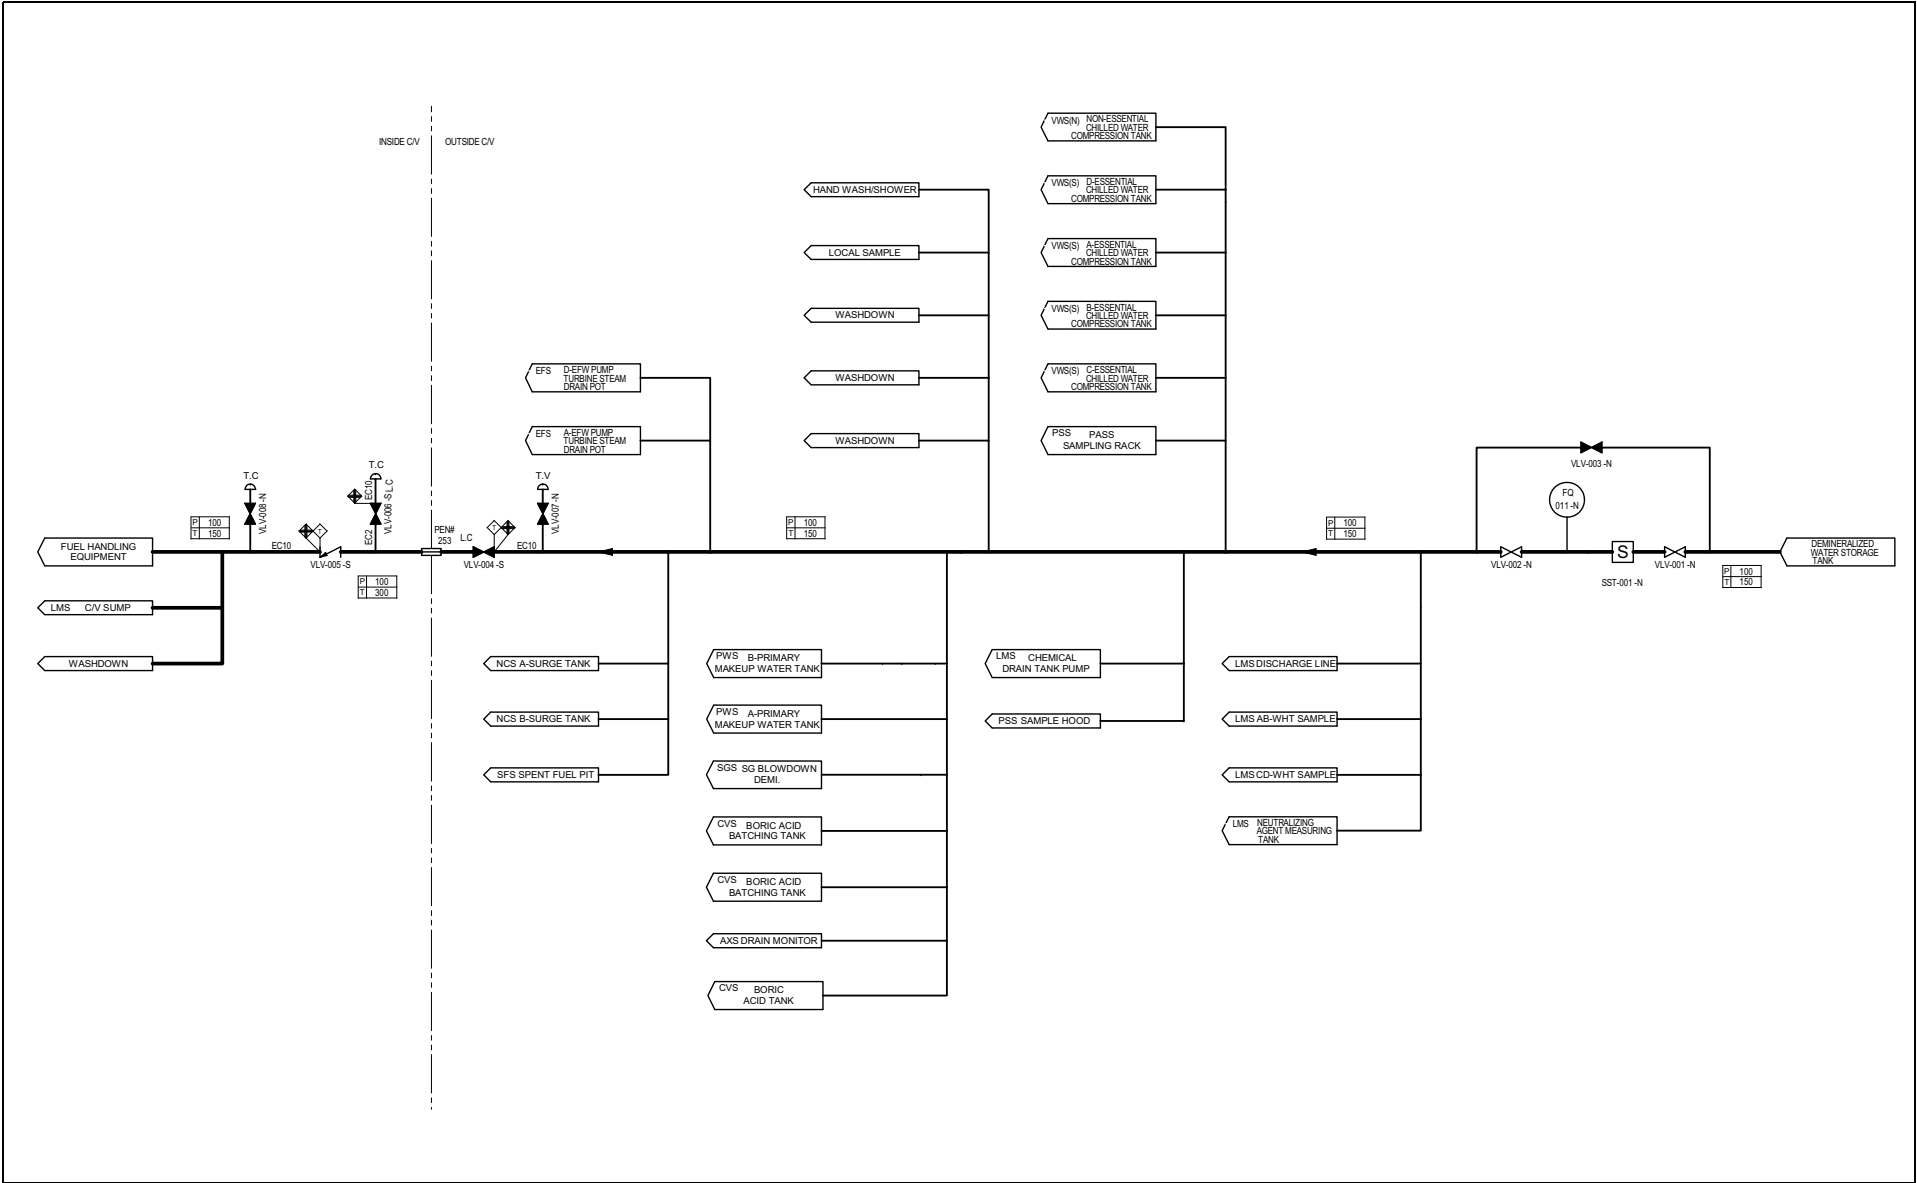 INSIDE C/V
OUTSIDE C/V
VWS(N) NON-ESSENTIAL
CHILLED WATER
COMPRESSION TANK
HAND WASH/SHOWER
VWS(S) D-ESSENTIAL
CHILLED WATER
COMPRESSION TANK
LOCAL SAMPLE
VWS(S) A-ESSENTIAL
CHILLED WATER
COMPRESSION TANK
WASHDOWN
VWS(S) B-ESSENTIAL
CHILLED WATER
COMPRESSION TANK
EFS D-EFW PUMP
TURBINE STEAM
DRAIN POT
WASHDOWN
VWS(S) C-ESSENTIAL
CHILLED WATER
COMPRESSION TANK
EFS A-EFW PUMP
TURBINE STEAM
DRAIN POT
WASHDOWN
PSS PASS
SAMPLING RACK
VLV-003 -N
T.C
VLV-008 -N
T.C
EC10
VLV-006 -S L.C
EC2
T.V
VLV-007 -N
FQ
011 -N
P 100
T 150
T
PEN#
253
L.C
T
P 100
T 150
P 100
T 150
FUEL HANDLING
EQUIPMENT
EC10
VLV-005 -S
VLV-004 -S
EC10
VLV-002 -N
S
SST-001 -N
VLV-001 -N
DEMINERALIZED
WATER STORAGE
TANK
P 100
T 300
P 100
T 150
LMS C/V SUMP
WASHDOWN
NCS A-SURGE TANK
NCS B-SURGE TANK
SFS SPENT FUEL PIT
PWS B-PRIMARY
MAKEUP WATER TANK
PWS A-PRIMARY
MAKEUP WATER TANK
SGS SG BLOWDOWN
DEMI.
CVS BORIC ACID
BATCHING TANK
CVS BORIC ACID
BATCHING TANK
AXS DRAIN MONITOR
CVS BORIC
ACID TANK
LMS CHEMICAL
DRAIN TANK PUMP
PSS SAMPLE HOOD
LMS DISCHARGE LINE
LMS AB-WHT SAMPLE
LMS CD-WHT SAMPLE
LMS NEUTRALIZING
AGENT MEASURING
TANK